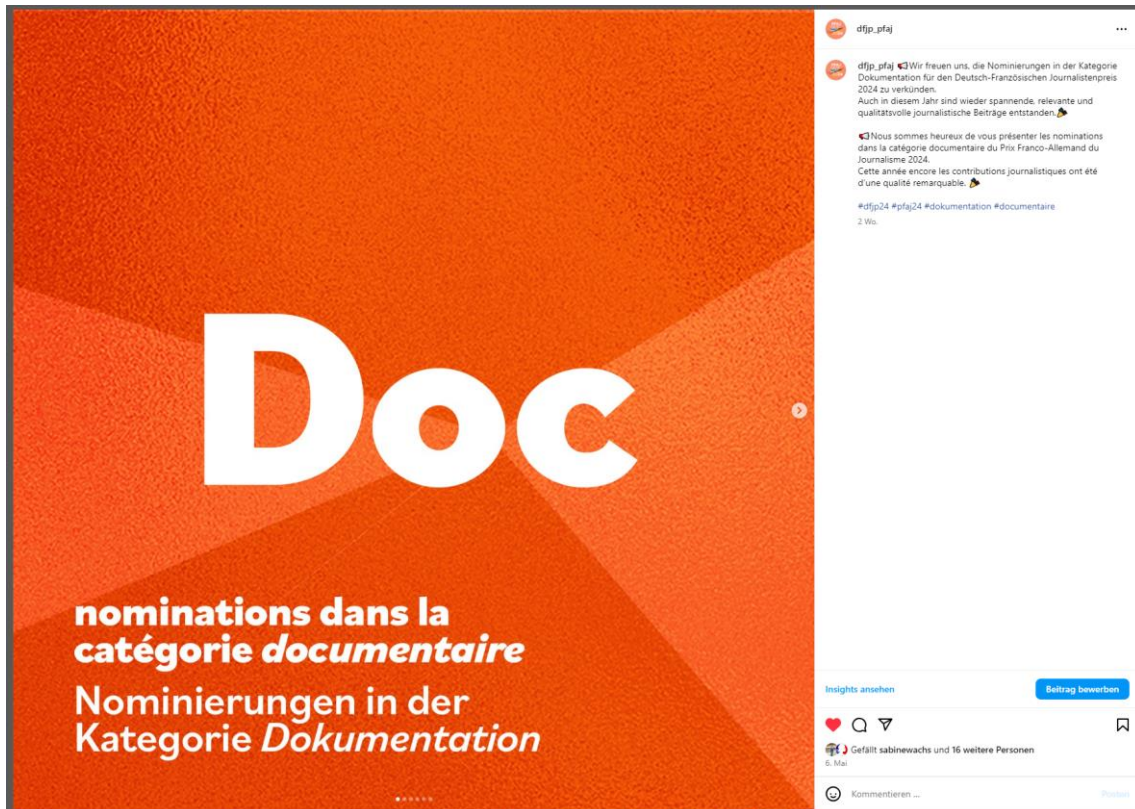 Doc
nominations dans la
catégorie documentaire
Nominierungen in der
Kategorie Dokumentation
dfjp_pfaj
dfjp_pfaj 📢Wir freuen uns, die Nominierungen in der Kategorie
Dokumentation für den Deutsch-Französischen Journalistenpreis
2024 zu verkünden.
Auch in diesem Jahr sind wieder spannende, relevante und
qualitätsvolle journalistische Beiträge entstanden.🎉
📢Nous sommes heureux de vous présenter les nominations
dans la catégorie documentaire du Prix Franco-Allemand du
Journalisme 2024.
Cette année encore les contributions journalistiques ont été
d'une qualité remarquable. 🎉
#dfjp24 #pfaj24 #dokumentation #documentaire
2 Wo.
Insights ansehen
Beitrag bewerben
Gefällt sabinewachs und 16 weitere Personen
6. Mai
Kommentieren ...
Posten